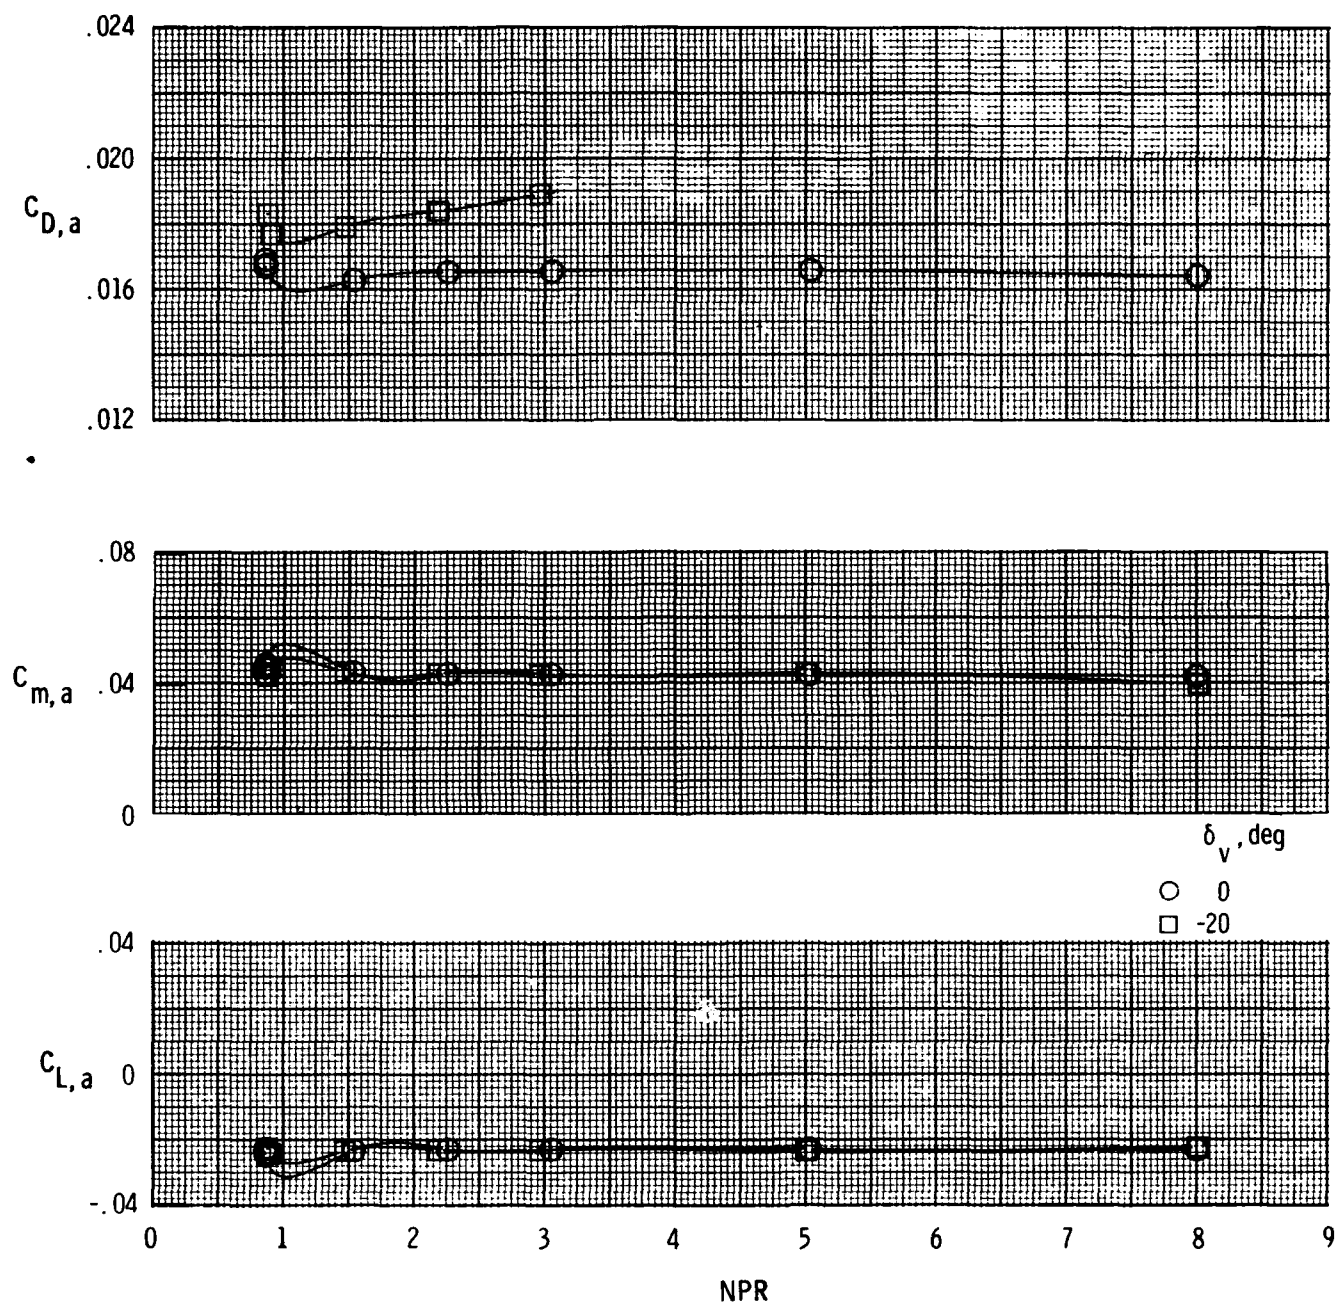 .024
.020
C_D,a
.016
.012
.08
C_m,a
.04
0
δ_v, deg
○ 0
□ -20
.04
C_L,a
0
-.04
0 1 2 3 4 5 6 7 8 9
NPR